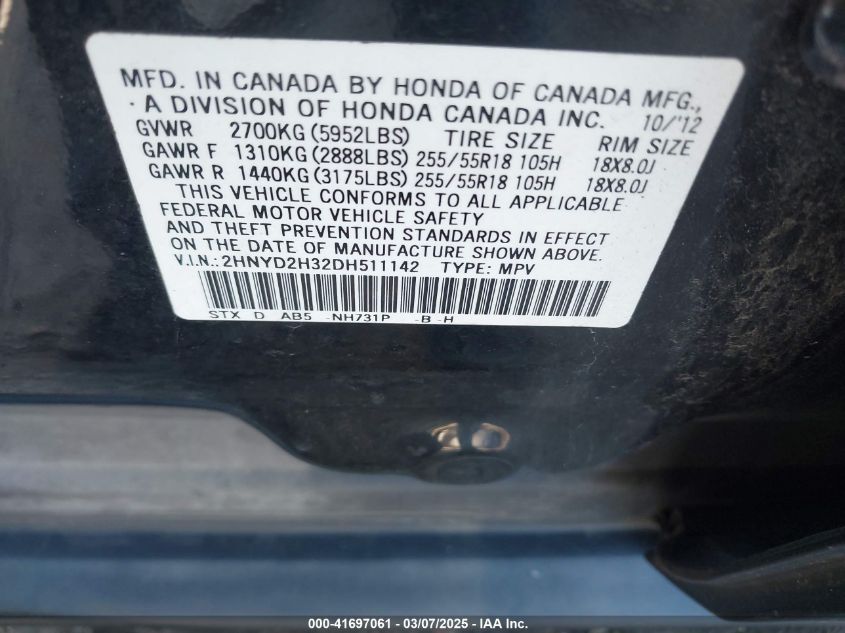 MFD. IN CANADA BY HONDA OF CANADA MFG.,
. A DIVISION OF HONDA CANADA INC. 10/'12
GVWR 2700KG (5952LBS) TIRE SIZE RIM SIZE
GAWR F 1310KG (2888LBS) 255/55R18 105H 18X8.0J
GAWR R 1440KG (3175LBS) 255/55R18 105H 18X8.0J
THIS VEHICLE CONFORMS TO ALL APPLICABLE
FEDERAL MOTOR VEHICLE SAFETY
AND THEFT PREVENTION STANDARDS IN EFFECT
ON THE DATE OF MANUFACTURE SHOWN ABOVE.
V.I.N.: 2HNYD2H32DH511142 TYPE: MPV
STX D AB5 -NH731P -B -H
000-41697061 - 03/07/2025 - IAA Inc.